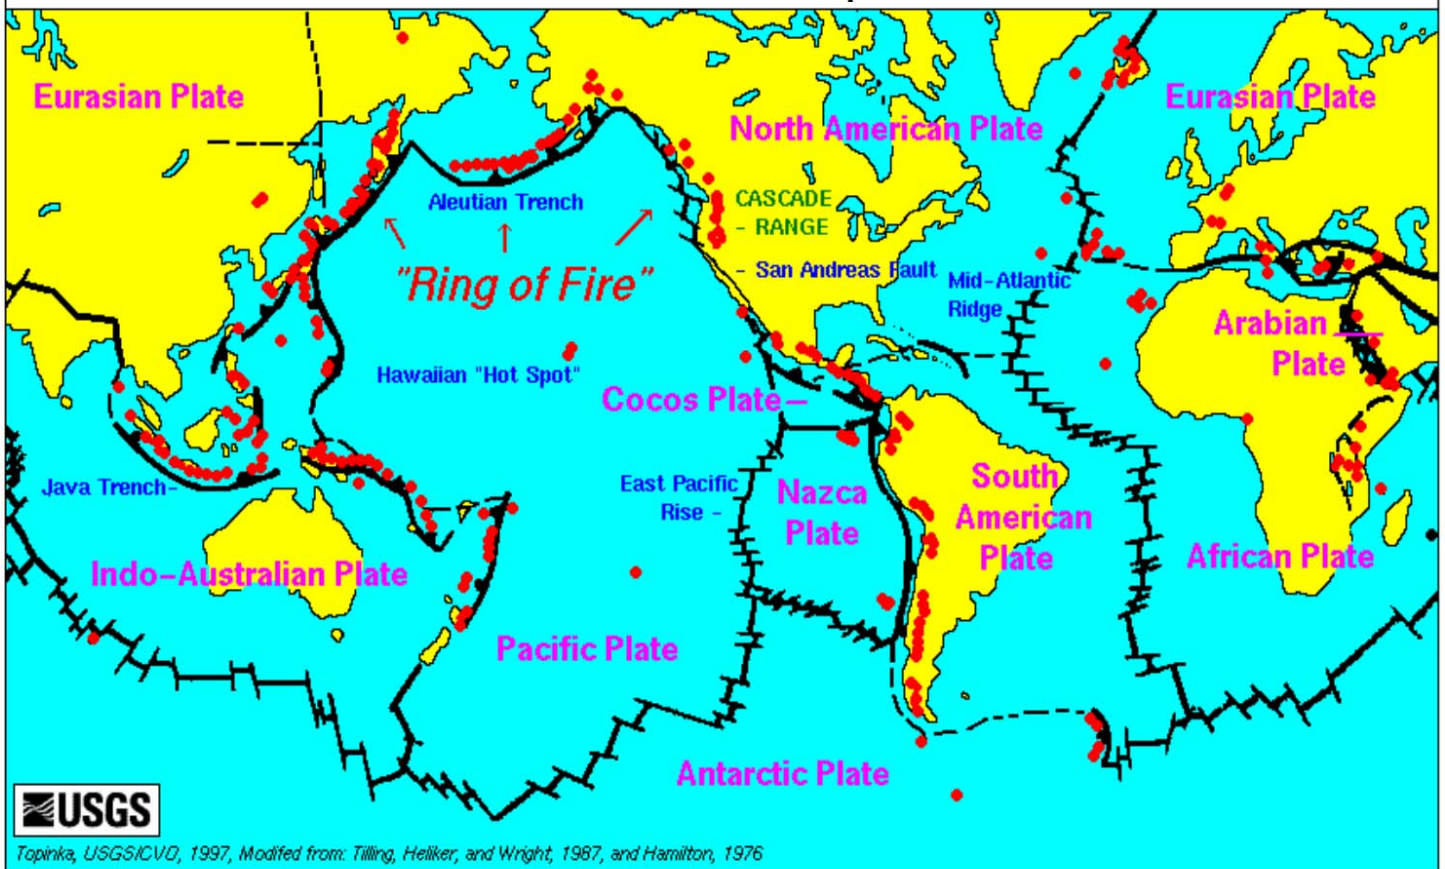 Eurasian Plate
Eurasian Plate
North American Plate
Aleutian Trench
CASCADE
- RANGE
"Ring of Fire"
- San Andreas Fault
Mid-Atlantic
Ridge
Arabian
Plate
Hawaiian "Hot Spot"
Cocos Plate
Java Trench-
East Pacific
Rise -
Nazca
Plate
South
American
Plate
Indo-Australian Plate
African Plate
Pacific Plate
Antarctic Plate
USGS
Topinka, USGS/CVO, 1997, Modifed from: Tilling, Heliker, and Wright, 1987, and Hamilton, 1976